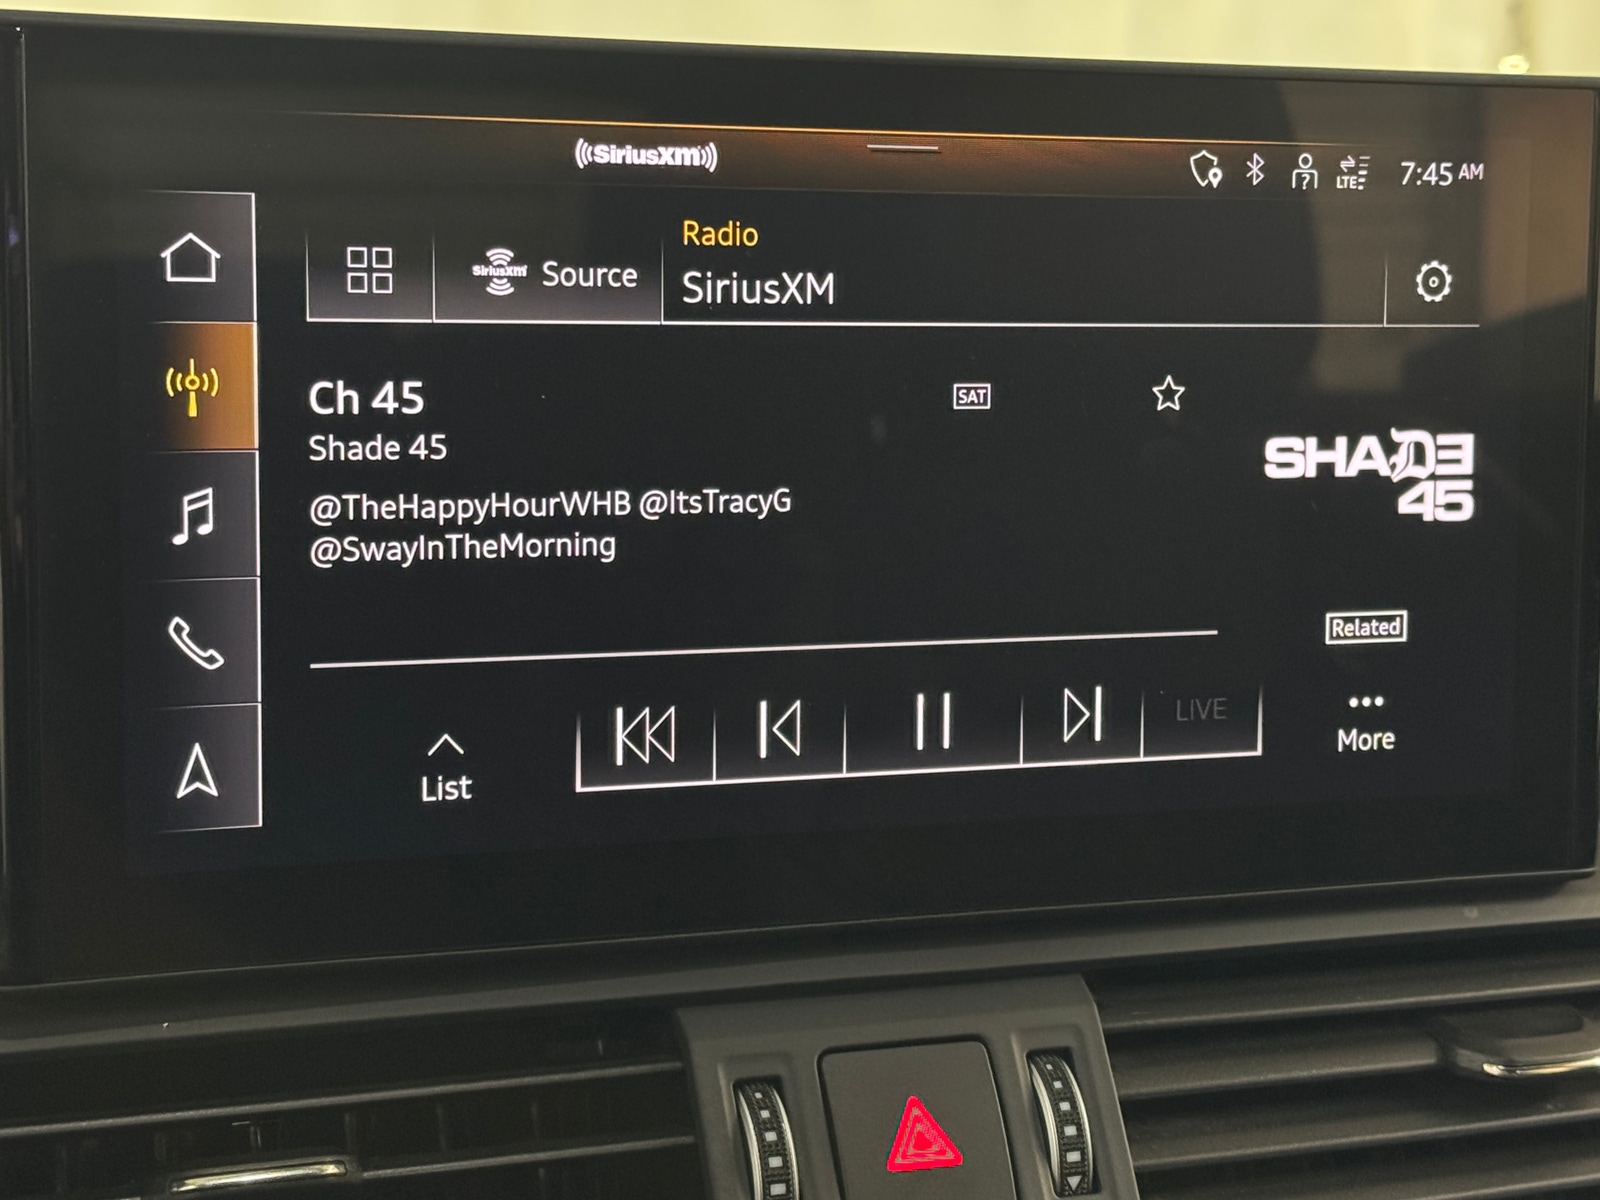 ((SiriusXM))
LTE 7:45 AM
Radio
SiriusXM Source
SiriusXM
Ch 45
SAT
Shade 45
SHADE
45
@TheHappyHourWHB @ItsTracyG
@SwayInTheMorning
Related
LIVE
More
List